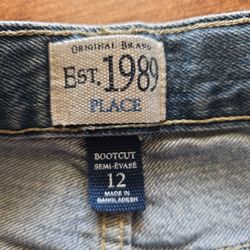 ORIGINAL BRAND
EST. 1989
PLACE
BOOTCUT
SEMI-ÉVASÉ
12
MADE IN
BANGLADESH